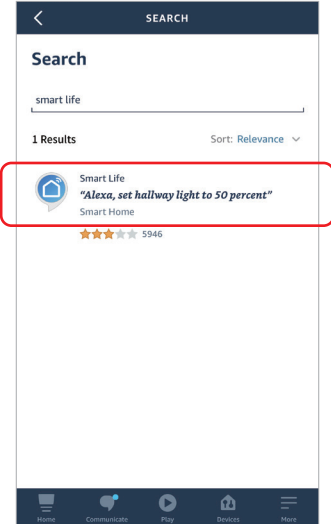 SEARCH
Search
smart life
1 Results Sort: Relevance
Smart Life
"Alexa, set hallway light to 50 percent"
Smart Home
5946
Home Communicate Play Devices More